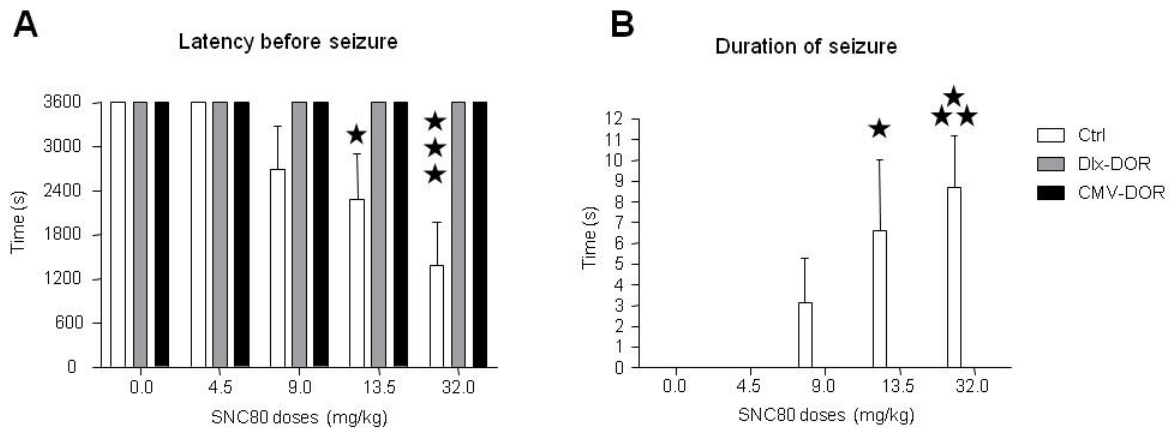 A
Latency before seizure
Time (s)
3600
3000
2400
1800
1200
600
0
0.0 4.5 9.0 13.5 32.0
SNC80 doses (mg/kg)
B
Duration of seizure
Time (s)
12
11
10
9
8
7
6
5
4
3
2
1
0
0.0 4.5 9.0 13.5 32.0
SNC80 doses (mg/kg)
Ctrl
Dlx-DOR
CMV-DOR